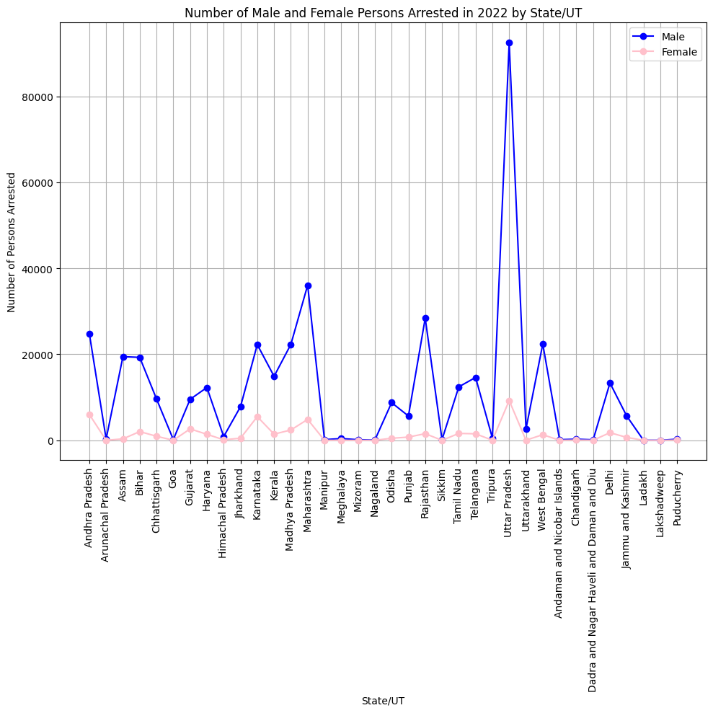 Number of Male and Female Persons Arrested in 2022 by State/UT
Male
Female
Number of Persons Arrested
80000
60000
40000
20000
0
Andhra Pradesh
Arunachal Pradesh
Assam
Bihar
Chhattisgarh
Goa
Gujarat
Haryana
Himachal Pradesh
Jharkhand
Karnataka
Kerala
Madhya Pradesh
Maharashtra
Manipur
Meghalaya
Mizoram
Nagaland
Odisha
Punjab
Rajasthan
Sikkim
Tamil Nadu
Telangana
Tripura
Uttar Pradesh
Uttarakhand
West Bengal
Andaman and Nicobar Islands
Chandigarh
Dadra and Nagar Haveli and Daman and Diu
Delhi
Jammu and Kashmir
Ladakh
Lakshadweep
Puducherry
State/UT